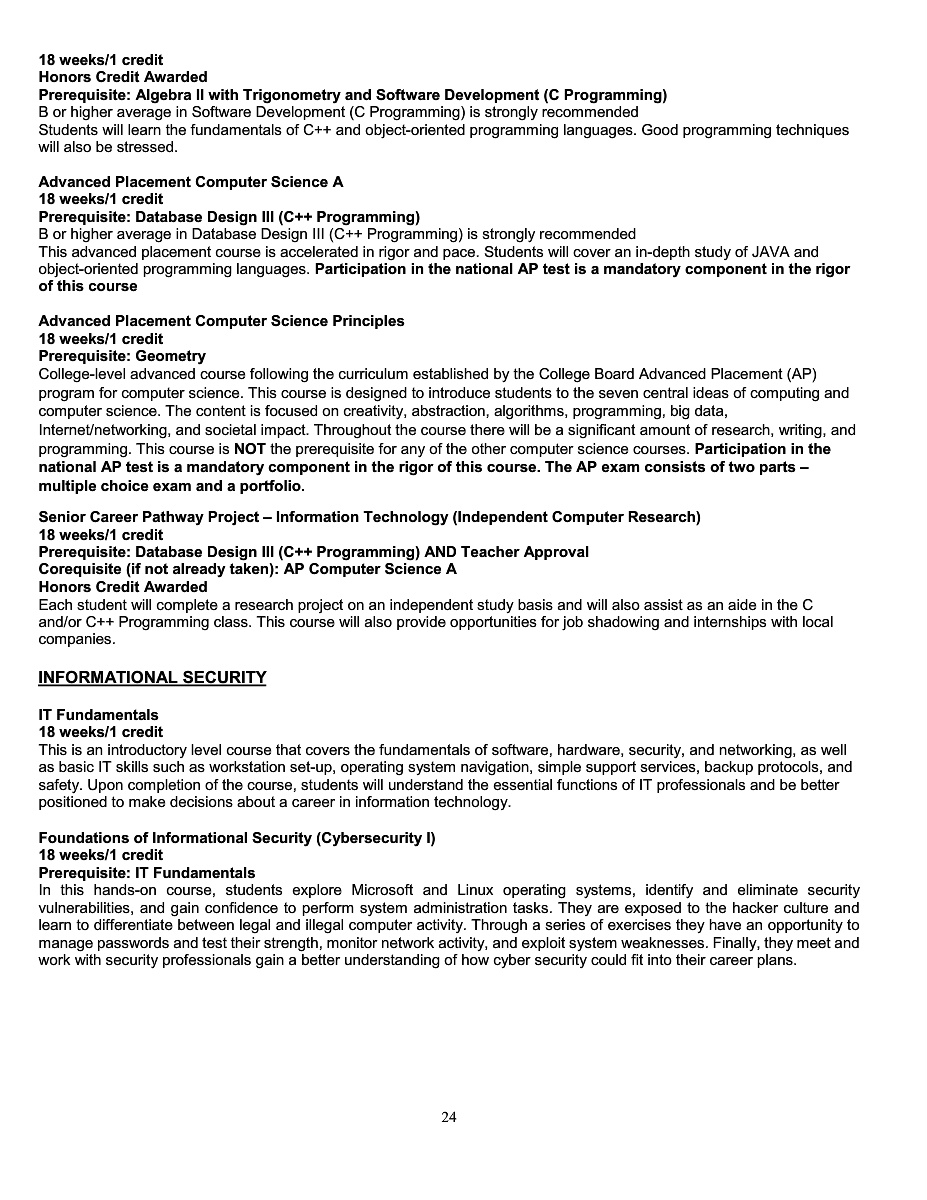 18 weeks/1 credit
Honors Credit Awarded
Prerequisite: Algebra II with Trigonometry and Software Development (C Programming)
B or higher average in Software Development (C Programming) is strongly recommended
Students will learn the fundamentals of C++ and object-oriented programming languages. Good programming techniques
will also be stressed.
Advanced Placement Computer Science A
18 weeks/1 credit
Prerequisite: Database Design III (C++ Programming)
B or higher average in Database Design III (C++ Programming) is strongly recommended
This advanced placement course is accelerated in rigor and pace. Students will cover an in-depth study of JAVA and
object-oriented programming languages. Participation in the national AP test is a mandatory component in the rigor
of this course
Advanced Placement Computer Science Principles
18 weeks/1 credit
Prerequisite: Geometry
College-level advanced course following the curriculum established by the College Board Advanced Placement (AP)
program for computer science. This course is designed to introduce students to the seven central ideas of computing and
computer science. The content is focused on creativity, abstraction, algorithms, programming, big data,
Internet/networking, and societal impact. Throughout the course there will be a significant amount of research, writing, and
programming. This course is NOT the prerequisite for any of the other computer science courses. Participation in the
national AP test is a mandatory component in the rigor of this course. The AP exam consists of two parts –
multiple choice exam and a portfolio.
Senior Career Pathway Project – Information Technology (Independent Computer Research)
18 weeks/1 credit
Prerequisite: Database Design III (C++ Programming) AND Teacher Approval
Corequisite (if not already taken): AP Computer Science A
Honors Credit Awarded
Each student will complete a research project on an independent study basis and will also assist as an aide in the C
and/or C++ Programming class. This course will also provide opportunities for job shadowing and internships with local
companies.
INFORMATIONAL SECURITY
IT Fundamentals
18 weeks/1 credit
This is an introductory level course that covers the fundamentals of software, hardware, security, and networking, as well
as basic IT skills such as workstation set-up, operating system navigation, simple support services, backup protocols, and
safety. Upon completion of the course, students will understand the essential functions of IT professionals and be better
positioned to make decisions about a career in information technology.
Foundations of Informational Security (Cybersecurity I)
18 weeks/1 credit
Prerequisite: IT Fundamentals
In this hands-on course, students explore Microsoft and Linux operating systems, identify and eliminate security
vulnerabilities, and gain confidence to perform system administration tasks. They are exposed to the hacker culture and
learn to differentiate between legal and illegal computer activity. Through a series of exercises they have an opportunity to
manage passwords and test their strength, monitor network activity, and exploit system weaknesses. Finally, they meet and
work with security professionals gain a better understanding of how cyber security could fit into their career plans.
24